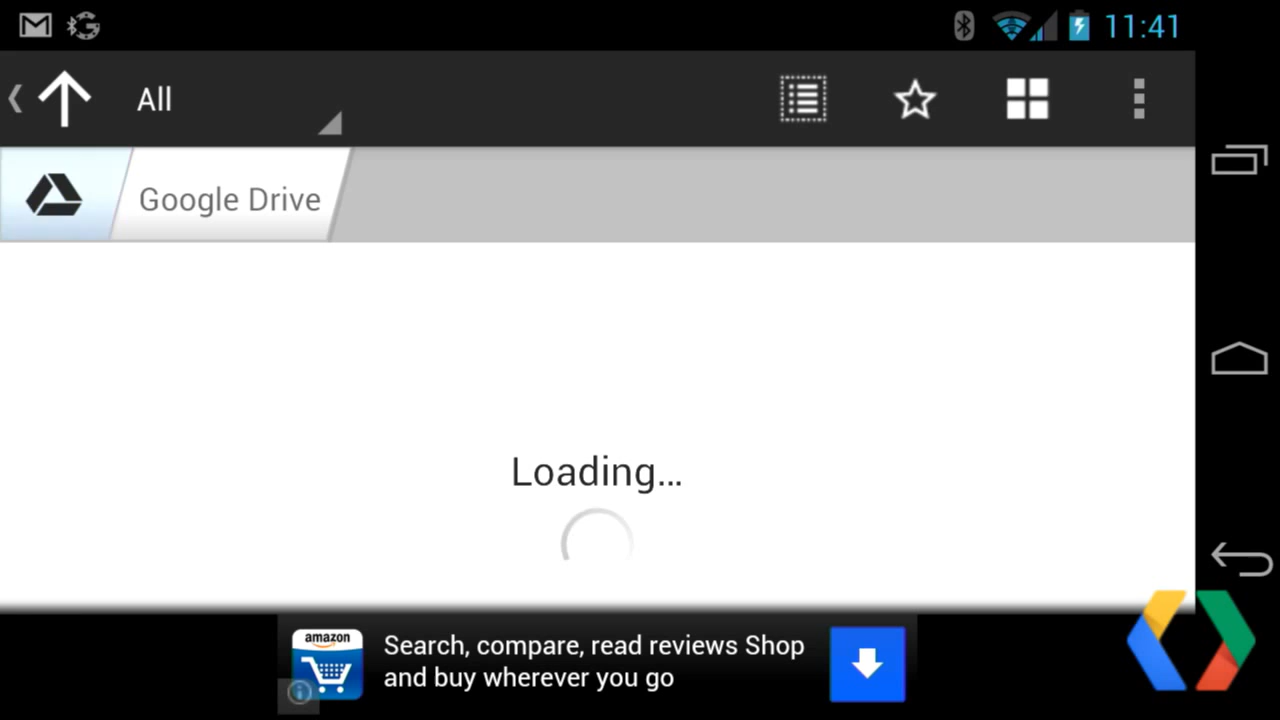 11:41
All
Google Drive
Loading...
amazon
Search, compare, read reviews Shop
and buy wherever you go